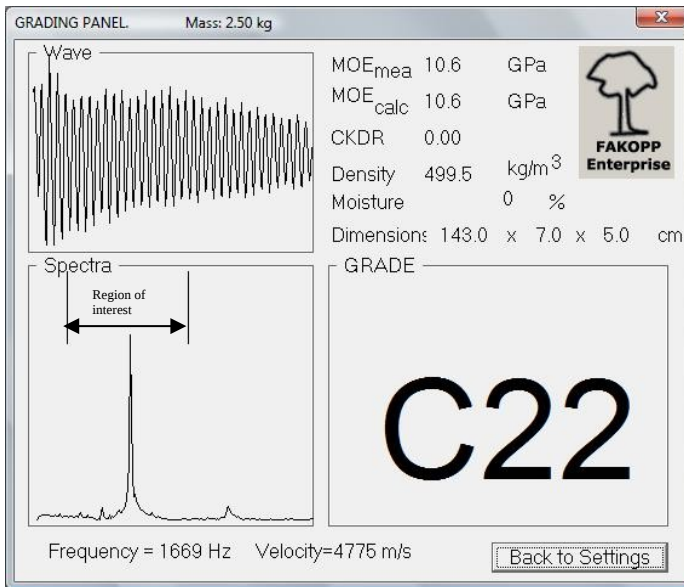 GRADING PANEL. Mass: 2.50 kg
Wave
MOEmea 10.6 GPa
MOEcalc 10.6 GPa
CKDR 0.00
Density 499.5 kg/m3
Moisture 0 %
Dimensions 143.0 x 7.0 x 5.0 cm
FAKOPP
Enterprise
Spectra
Region of
interest
GRADE
C22
Frequency = 1669 Hz Velocity=4775 m/s
Back to Settings